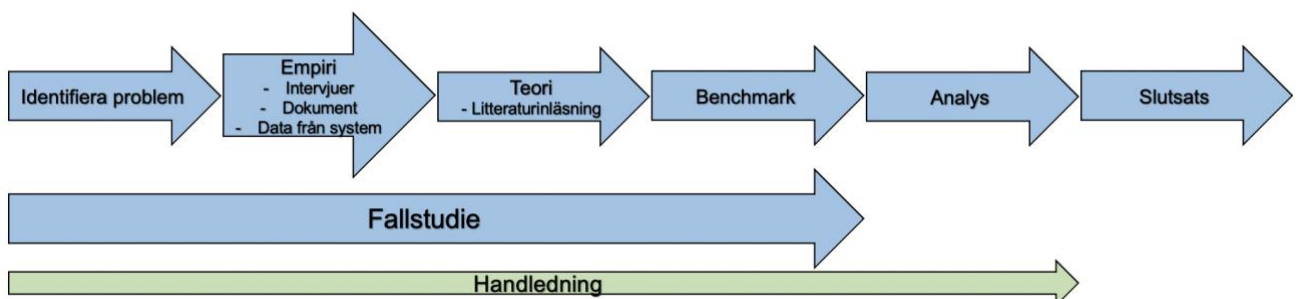 Identifiera problem
Empiri
- Intervjuer
- Dokument
- Data från system
Teori
- Litteraturinläsning
Benchmark
Analys
Slutsats
Fallstudie
Handledning